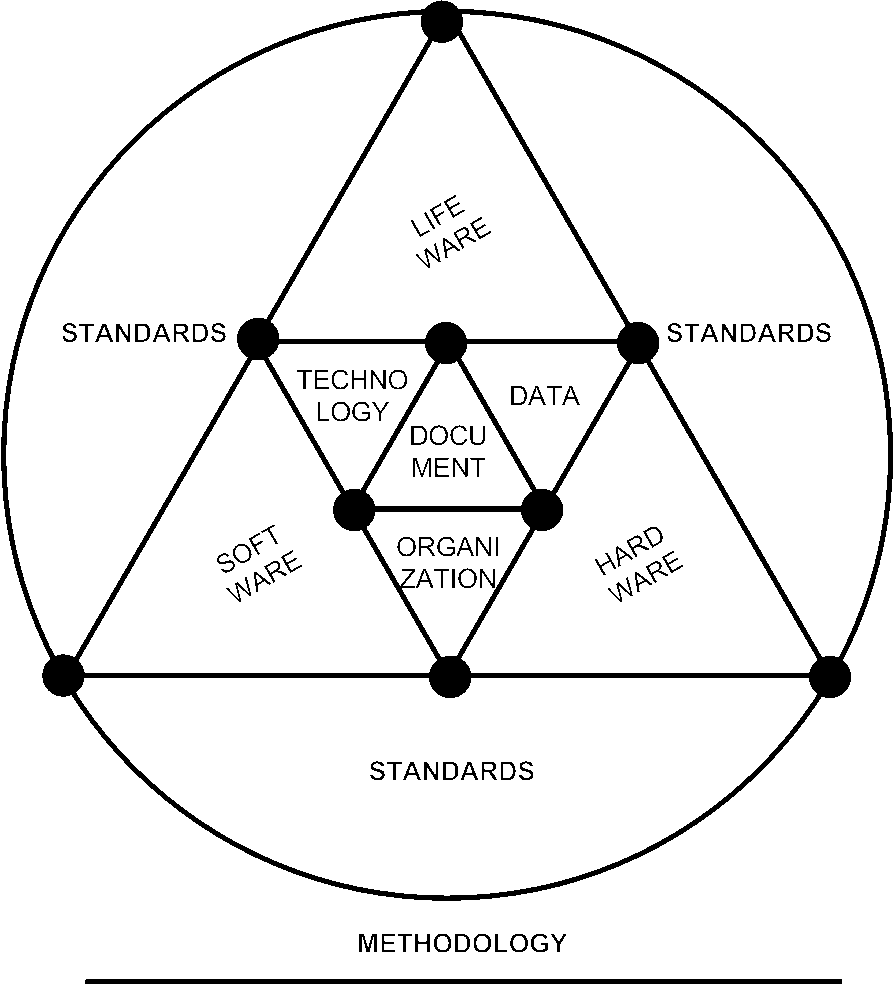 LIFE
WARE
STANDARDS
STANDARDS
TECHNO
LOGY
DATA
DOCU
MENT
SOFT
WARE
ORGANI
ZATION
HARD
WARE
STANDARDS
METHODOLOGY